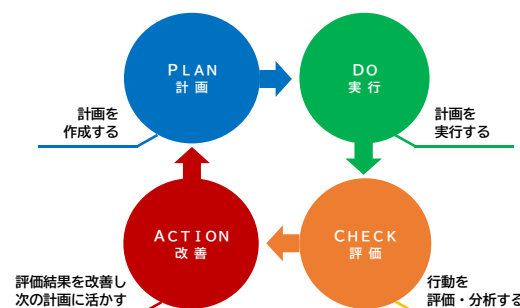 PLAN
計画
DO
実行
計画を
作成する
計画を
実行する
ACTION
改善
CHECK
評価
評価結果を改善し
次の計画に活かす
行動を
評価・分析する